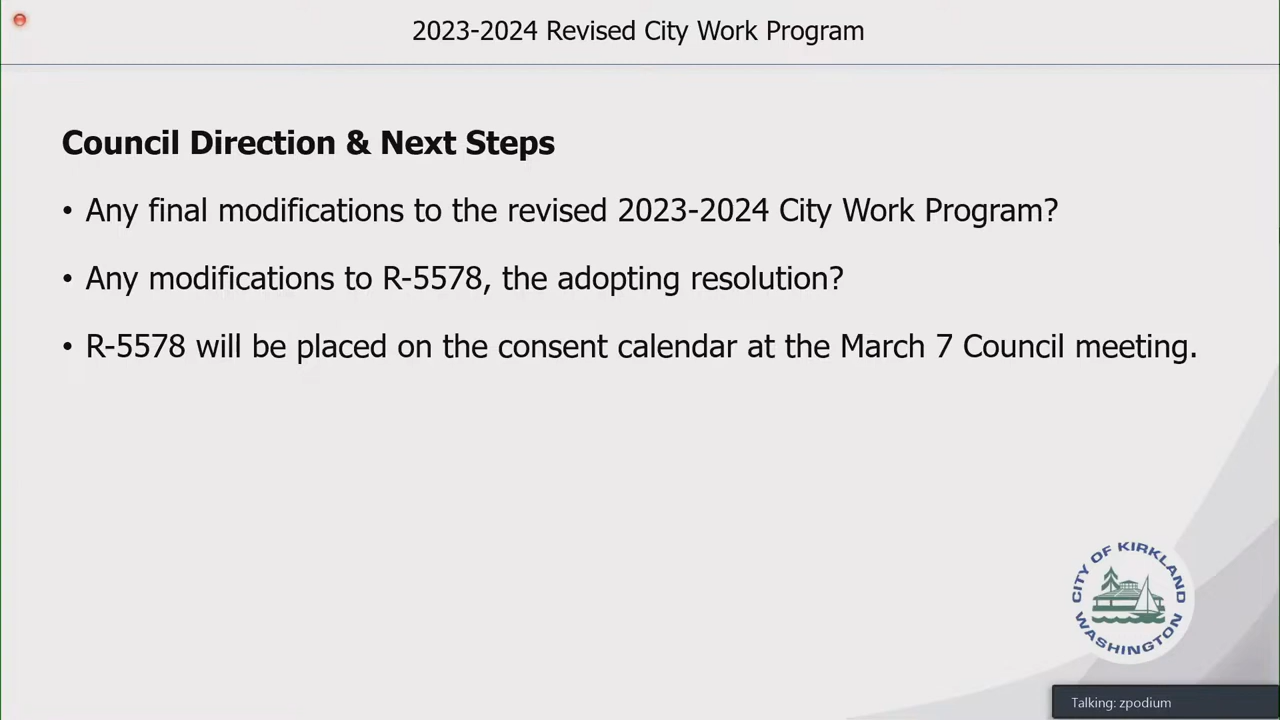 2023-2024 Revised City Work Program
Council Direction & Next Steps
• Any final modifications to the revised 2023-2024 City Work Program?
• Any modifications to R-5578, the adopting resolution?
• R-5578 will be placed on the consent calendar at the March 7 Council meeting.
CITY OF KIRKLAND
WASHINGTON
Talking: zpodium